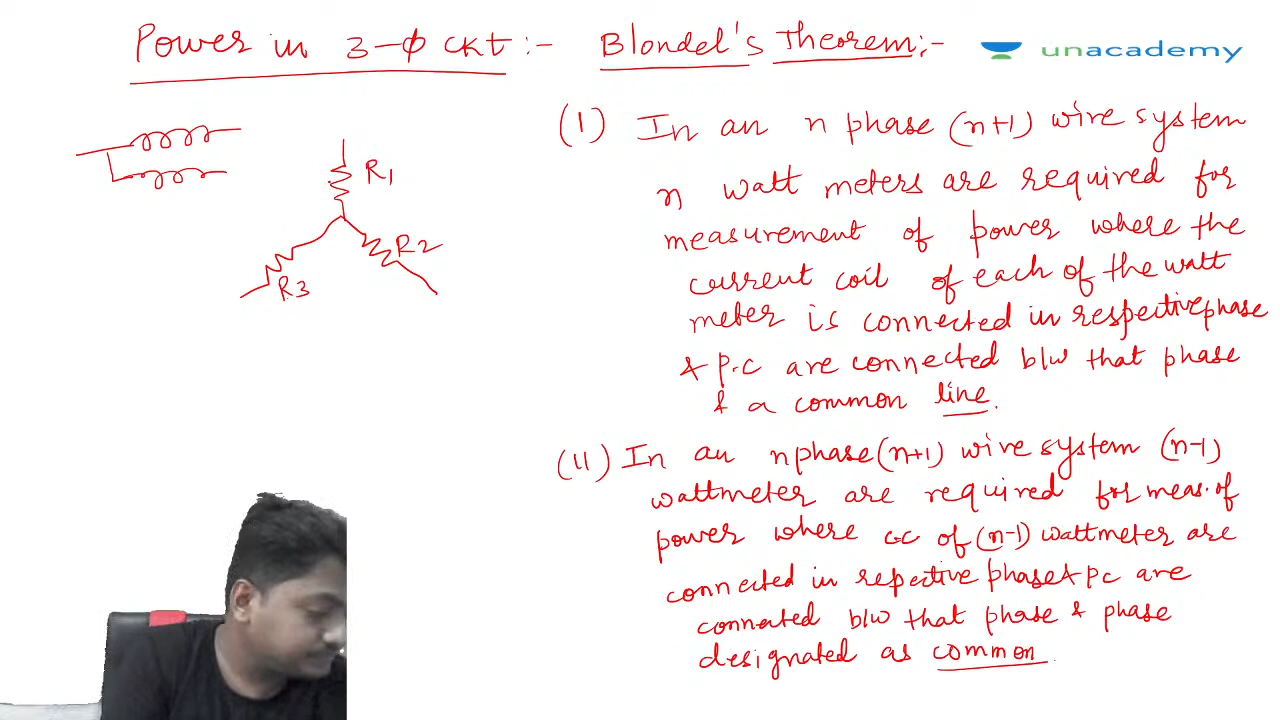 Power in 3-ϕ ckt:- Blondel's Theorem:-
unacademy
(I) In an n phase (n+1) wire system
n watt meters are required for
measurement of power where the
current coil of each of the watt
meter is connected in respective phase
& P.C are connected b/w that phase
& a common line.
(II) In an n phase (n+1) wire system (n-1)
wattmeter are required for meas. of
power where CC of (n-1) wattmeter are
connected in repective phase & pc are
connected b/w that phase & phase
designated as common.
R1
R2
R3